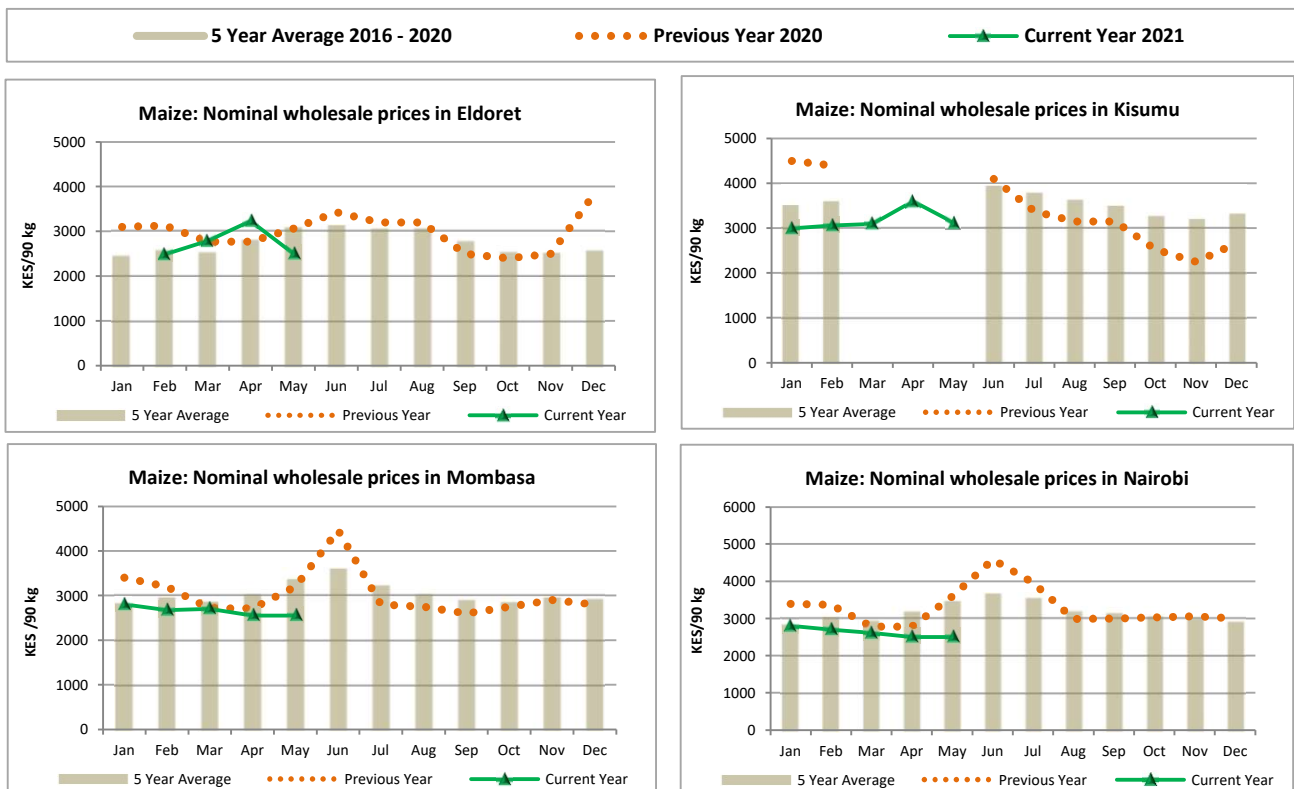 5 Year Average 2016 - 2020 Previous Year 2020 Current Year 2021
Maize: Nominal wholesale prices in Eldoret
KES/90 kg
5000
4000
3000
2000
1000
0
Jan Feb Mar Apr May Jun Jul Aug Sep Oct Nov Dec
5 Year Average Previous Year Current Year
Maize: Nominal wholesale prices in Kisumu
KES/90 kg
5000
4000
3000
2000
1000
0
Jan Feb Mar Apr May Jun Jul Aug Sep Oct Nov Dec
5 Year Average Previous Year Current Year
Maize: Nominal wholesale prices in Mombasa
KES /90 kg
5000
4000
3000
2000
1000
0
Jan Feb Mar Apr May Jun Jul Aug Sep Oct Nov Dec
5 Year Average Previous Year Current Year
Maize: Nominal wholesale prices in Nairobi
KES/90 kg
6000
5000
4000
3000
2000
1000
0
Jan Feb Mar Apr May Jun Jul Aug Sep Oct Nov Dec
5 Year Average Previous Year Current Year